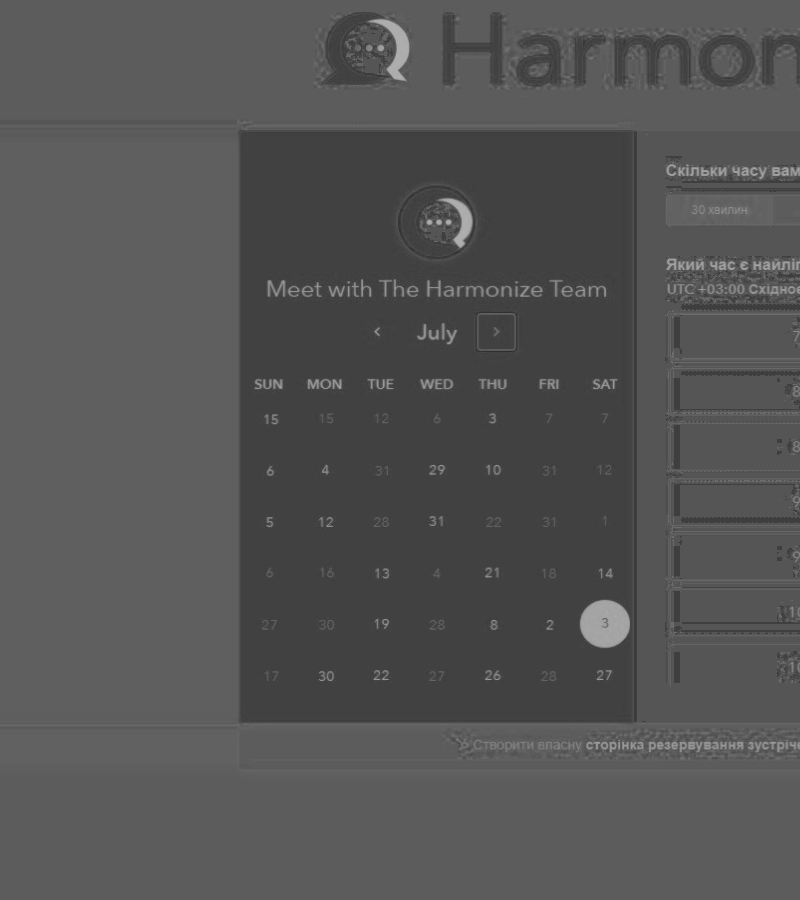 Harmon
Meet with The Harmonize Team
July
SUN MON TUE WED THU FRI SAT
15 15 12 6 3 7 7
6 4 31 29 10 31 12
5 12 28 31 22 31 1
6 16 13 4 21 18 14
27 30 19 28 8 2 3
17 30 22 27 26 28 27
Скільки часу вам
30 хвилин
Який час є найліп
UTC +03:00 Східноє
7
8
8
9
9
10
10
Створити власну сторінка резервування зустріче